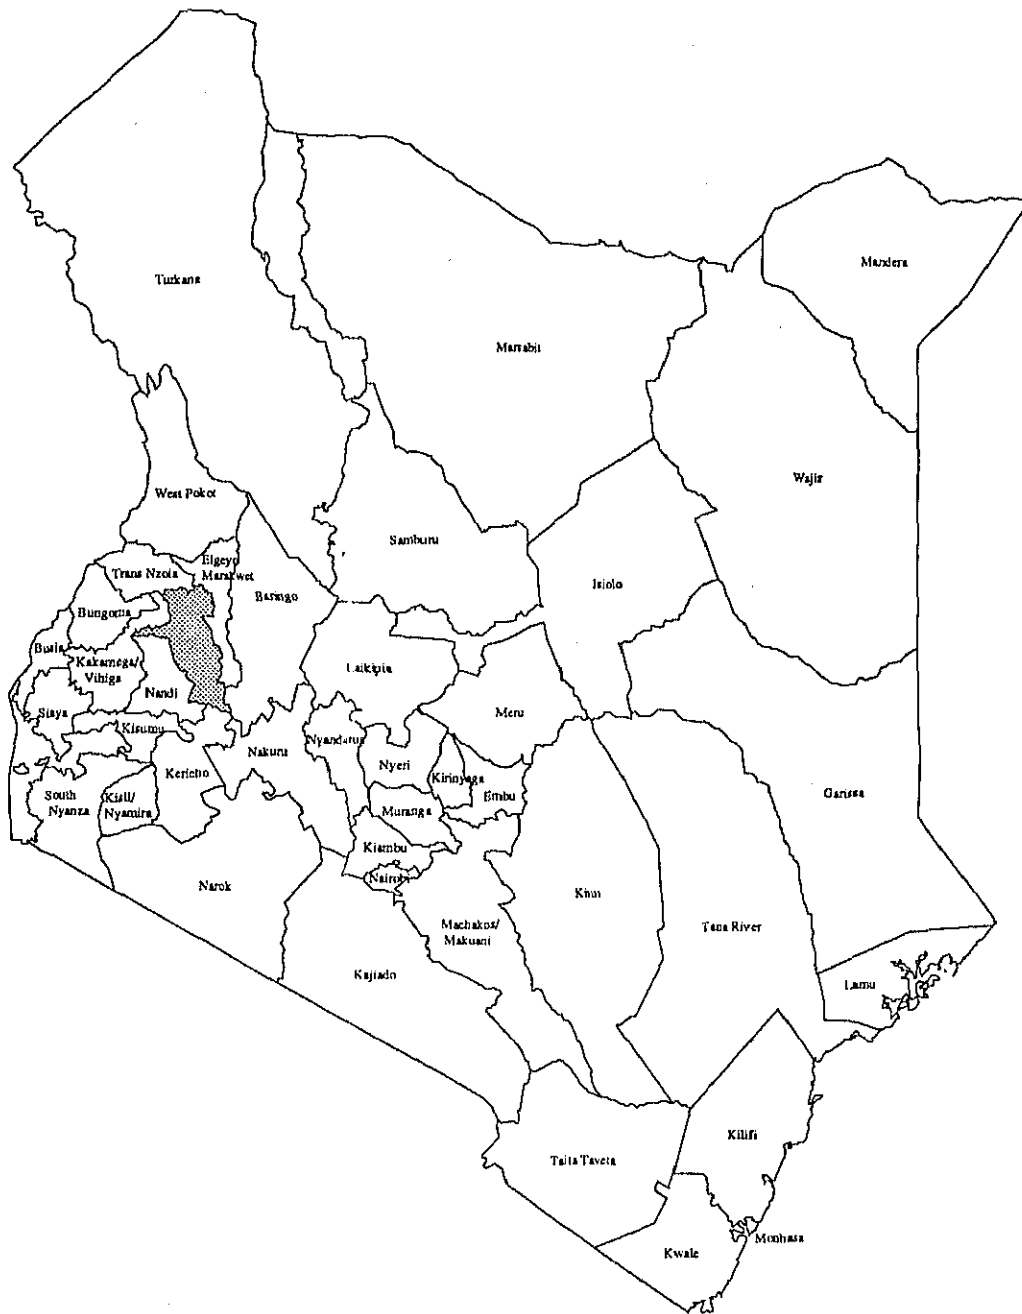 Turkana
Mandera
Marsabit
Wajir
West Pokot
Samburu
Elgeyo
Marakwet
Trans Nzoia
Baringo
Isiolo
Bungoma
Busia
Kakamega/
Vihiga
Laikipia
Nandi
Siaya
Meru
Kisumu
Nyandarua
Nakuru
Nyeri
Kericho
Kirinyaga
South
Nyanza
Kisii/
Nyamira
Embu
Garissa
Muranga
Kiambu
Nairobi
Narok
Kitui
Machakos/
Makuani
Tana River
Kajiado
Lamu
Kilifi
Taita Taveta
Mombasa
Kwale